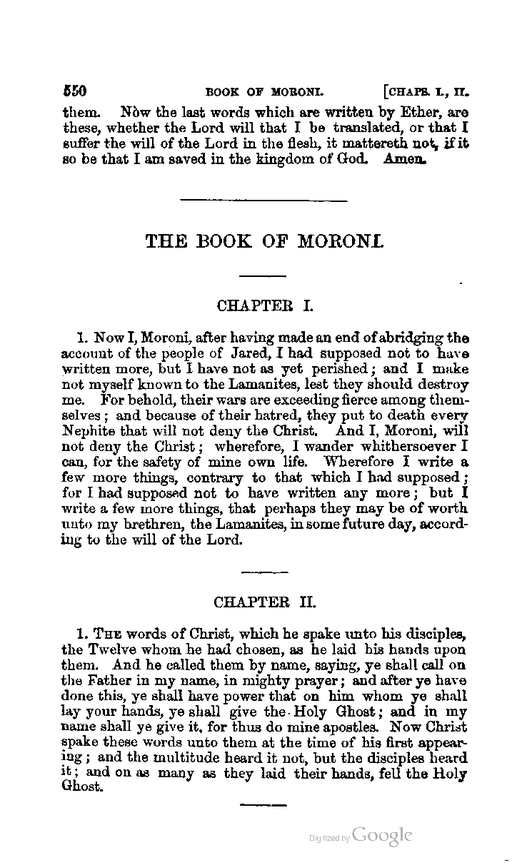 550 BOOK OF MORONI. [CHAPS. I., II.
them. Now the last words which are written by Ether, are
these, whether the Lord will that I be translated, or that I
suffer the will of the Lord in the flesh, it mattereth not, if it
so be that I am saved in the kingdom of God. Amen.
THE BOOK OF MORONI.
CHAPTER I.
1. Now I, Moroni, after having made an end of abridging the
account of the people of Jared, I had supposed not to have
written more, but I have not as yet perished; and I make
not myself known to the Lamanites, lest they should destroy
me. For behold, their wars are exceeding fierce among them-
selves; and because of their hatred, they put to death every
Nephite that will not deny the Christ. And I, Moroni, will
not deny the Christ; wherefore, I wander whithersoever I
can, for the safety of mine own life. Wherefore I write a
few more things, contrary to that which I had supposed;
for I had supposed not to have written any more; but I
write a few more things, that perhaps they may be of worth
unto my brethren, the Lamanites, in some future day, accord-
ing to the will of the Lord.
CHAPTER II.
1. THE words of Christ, which he spake unto his disciples,
the Twelve whom he had chosen, as he laid his hands upon
them. And he called them by name, saying, ye shall call on
the Father in my name, in mighty prayer; and after ye have
done this, ye shall have power that on him whom ye shall
lay your hands, ye shall give the Holy Ghost; and in my
name shall ye give it, for thus do mine apostles. Now Christ
spake these words unto them at the time of his first appear-
ing; and the multitude heard it not, but the disciples heard
it; and on as many as they laid their hands, fell the Holy
Ghost.
Digitized by Google